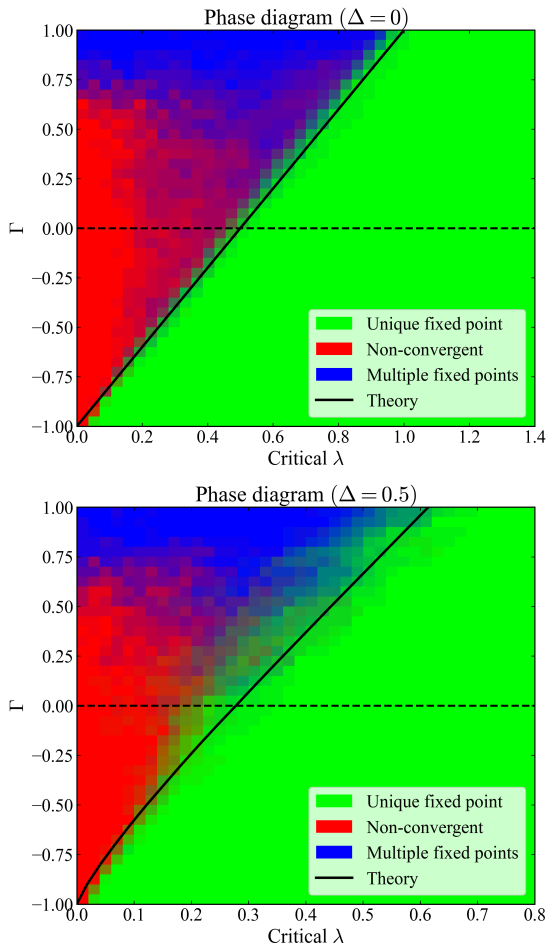 Phase diagram (Δ = 0)
1.00
0.75
0.50
0.25
0.00
−0.25
−0.50
−0.75
−1.00
Γ
Unique fixed point
Non-convergent
Multiple fixed points
Theory
0.0 0.2 0.4 0.6 0.8 1.0 1.2 1.4
Critical λ
Phase diagram (Δ = 0.5)
1.00
0.75
0.50
0.25
0.00
−0.25
−0.50
−0.75
−1.00
Γ
Unique fixed point
Non-convergent
Multiple fixed points
Theory
0.0 0.1 0.2 0.3 0.4 0.5 0.6 0.7 0.8
Critical λ